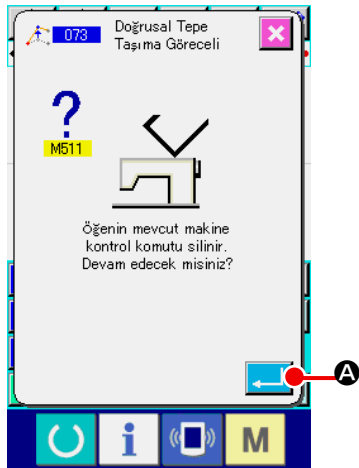 073 Doğrusal Tepe
Taşıma Göreceli
?
M511
Öğenin mevcut makine
kontrol komutu silinir.
Devam edecek misiniz?
A
i M